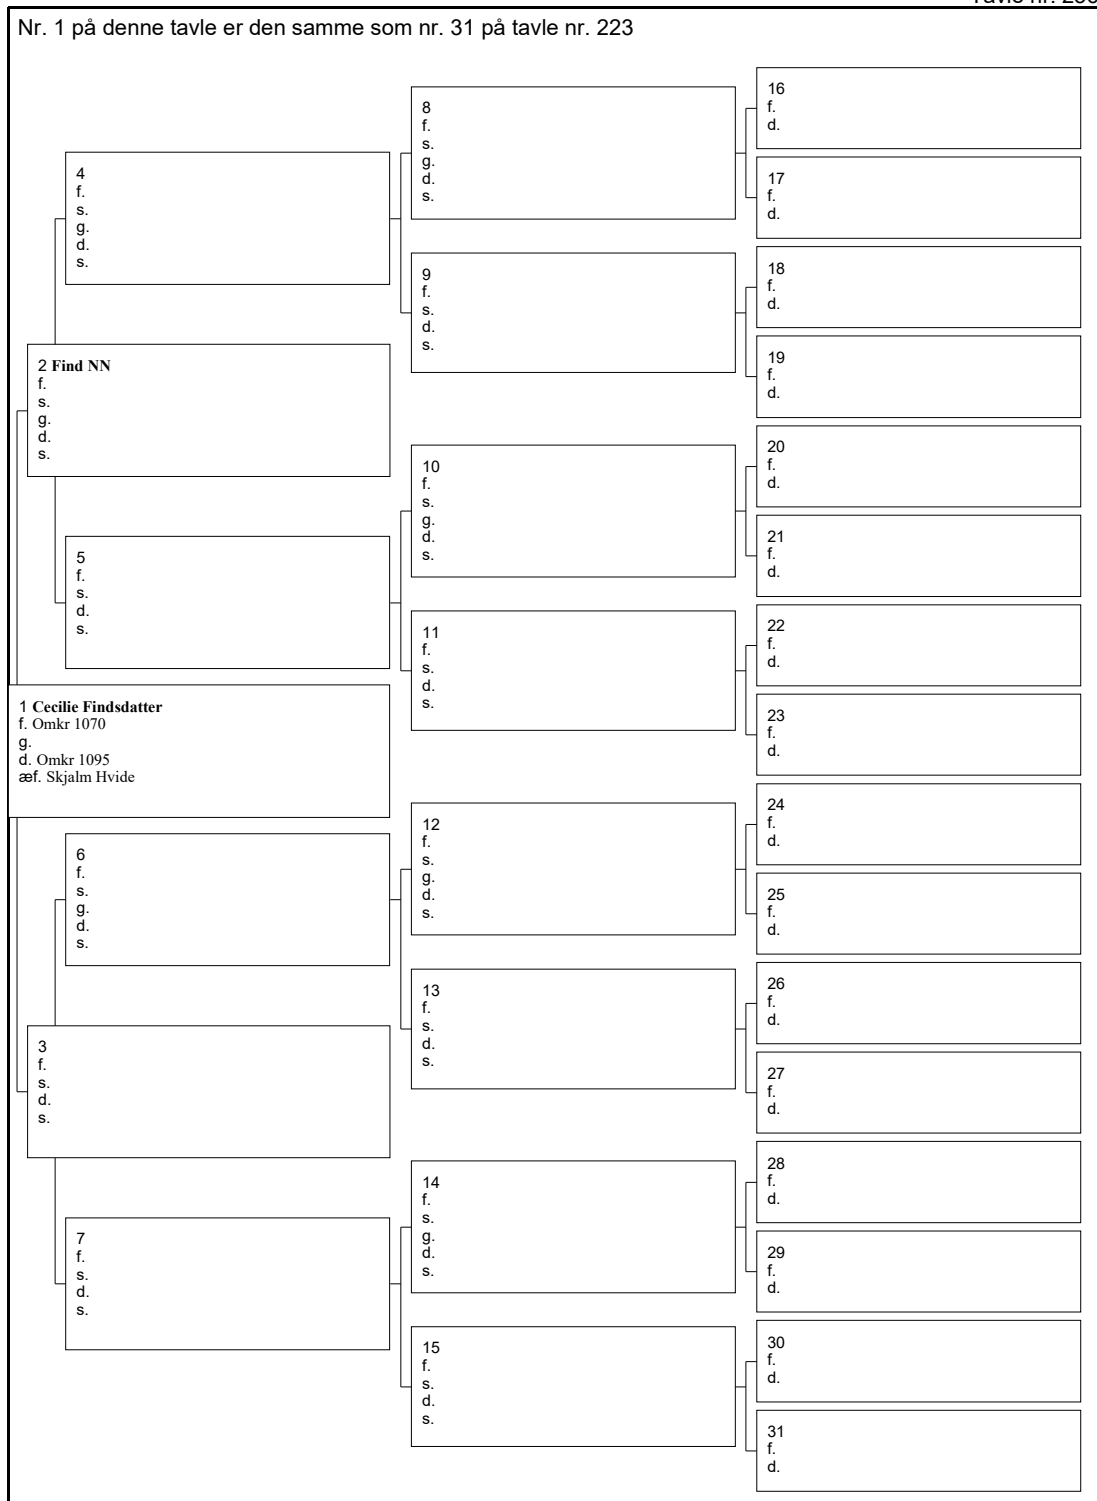 Nr. 1 på denne tavle er den samme som nr. 31 på tavle nr. 223
16
f.
d.
8
f.
s.
g.
d.
s.
17
f.
d.
4
f.
s.
g.
d.
s.
18
f.
d.
9
f.
s.
d.
s.
19
f.
d.
2 Find NN
f.
s.
g.
d.
s.
20
f.
d.
10
f.
s.
g.
d.
s.
21
f.
d.
5
f.
s.
d.
s.
22
f.
d.
11
f.
s.
d.
s.
23
f.
d.
1 Cecilie Findsdatter
f. Omkr 1070
g.
d. Omkr 1095
æf. Skjalm Hvide
24
f.
d.
12
f.
s.
g.
d.
s.
25
f.
d.
6
f.
s.
g.
d.
s.
26
f.
d.
13
f.
s.
d.
s.
27
f.
d.
3
f.
s.
d.
s.
28
f.
d.
14
f.
s.
g.
d.
s.
29
f.
d.
7
f.
s.
d.
s.
30
f.
d.
15
f.
s.
d.
s.
31
f.
d.